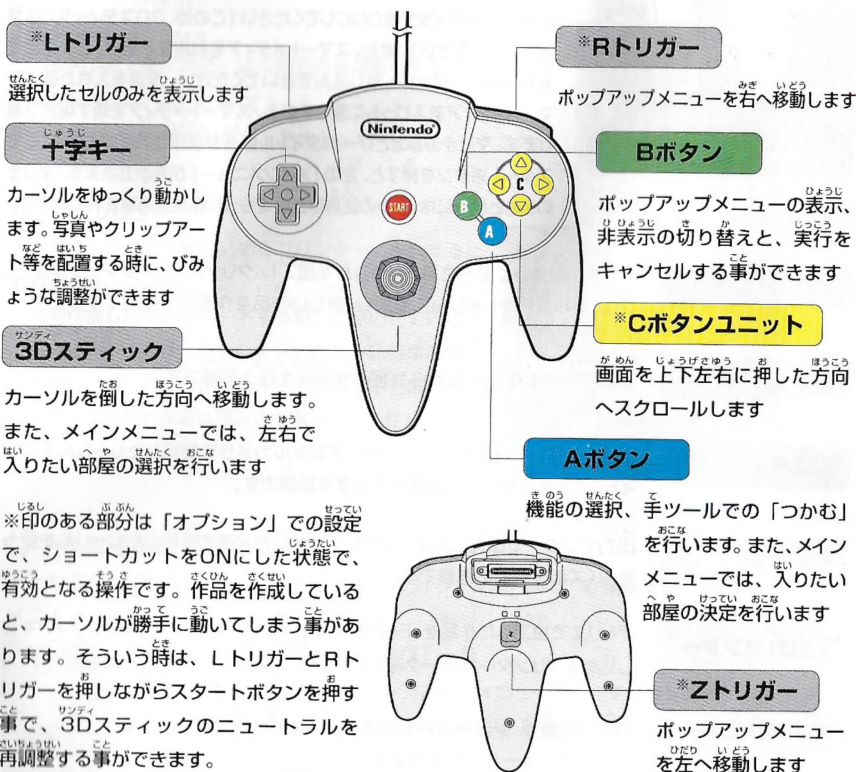 ※Lトリガー
選択したセルのみを表示します
十字キー
カーソルをゆっくり動かし
ます。写真やクリップアー
ト等を配置する時に、びみ
ょうな調整ができます
3Dスティック
カーソルを倒した方向へ移動します。
また、メインメニューでは、左右で
入りたい部屋の選択を行います
※印のある部分は「オプション」での設定
で、ショートカットをONにした状態で、
有効となる操作です。作品を作成している
と、カーソルが勝手に動いてしまう事があ
ります。そういう時は、LトリガーとRト
リガーを押しながらスタートボタンを押す
事で、3Dスティックのニュートラルを
再調整する事ができます。
Nintendo
START
B
A
C
Z
※Rトリガー
ポップアップメニューを右へ移動します
Bボタン
ポップアップメニューの表示、
非表示の切り替えと、実行を
キャンセルする事ができます
※Cボタンユニット
画面を上下左右に押した方向
へスクロールします
Aボタン
機能の選択、手ツールでの「つかむ」
を行います。また、メイン
メニューでは、入りたい
部屋の決定を行います
※Zトリガー
ポップアップメニュー
を左へ移動します